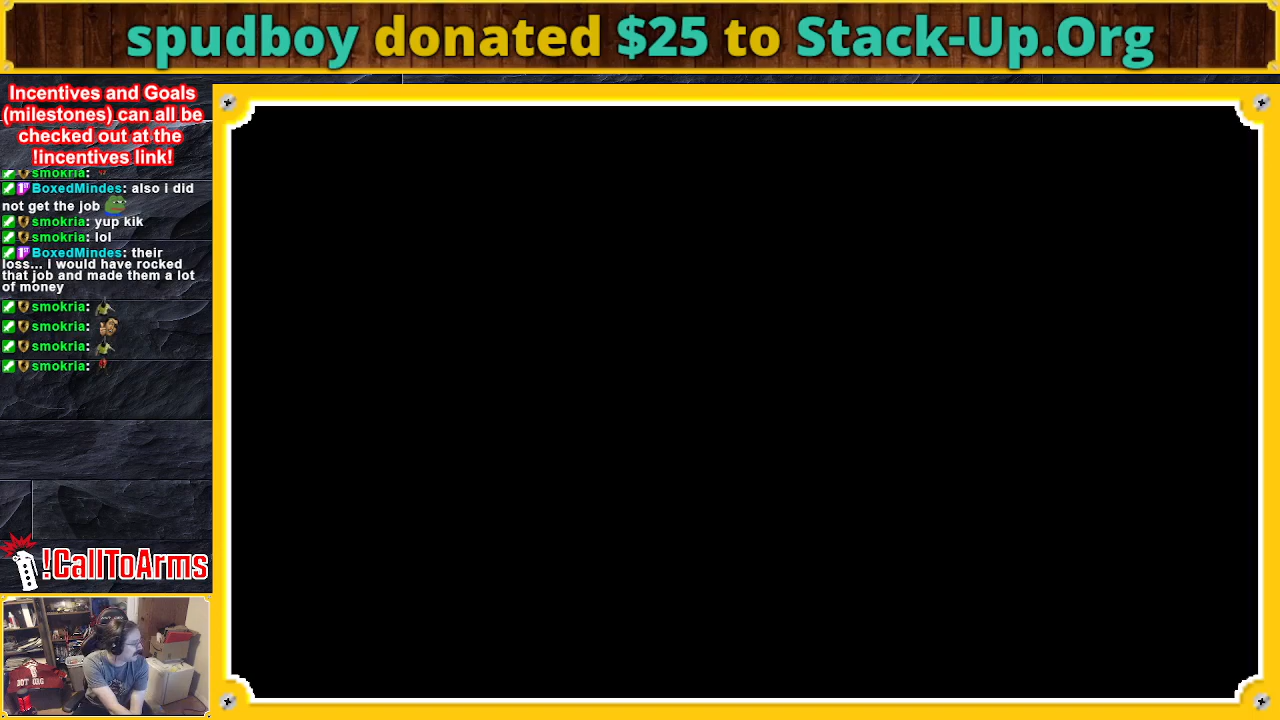 spudboy donated $25 to Stack-Up.Org
Incentives and Goals
(milestones) can all be
checked out at the
!incentives link!
smokria:
BoxedMindes: also i did
not get the job
smokria: yup kik
smokria: lol
BoxedMindes: their
loss... I would have rocked
that job and made them a lot
of money
smokria:
smokria:
smokria:
smokria:
!CallToArms
DOT ORG